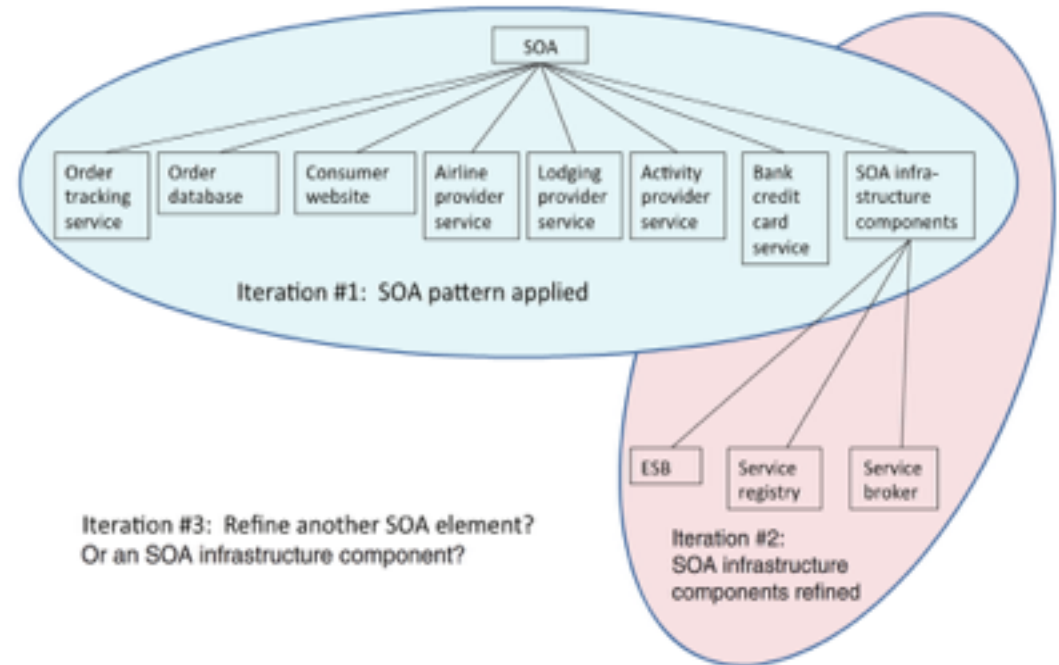 SOA
Order
tracking
service
Order
database
Consumer
website
Airline
provider
service
Lodging
provider
service
Activity
provider
service
Bank
credit
card
service
SOA infra-
structure
components
Iteration #1: SOA pattern applied
ESB
Service
registry
Service
broker
Iteration #3: Refine another SOA element?
Or an SOA infrastructure component?
Iteration #2:
SOA infrastructure
components refined